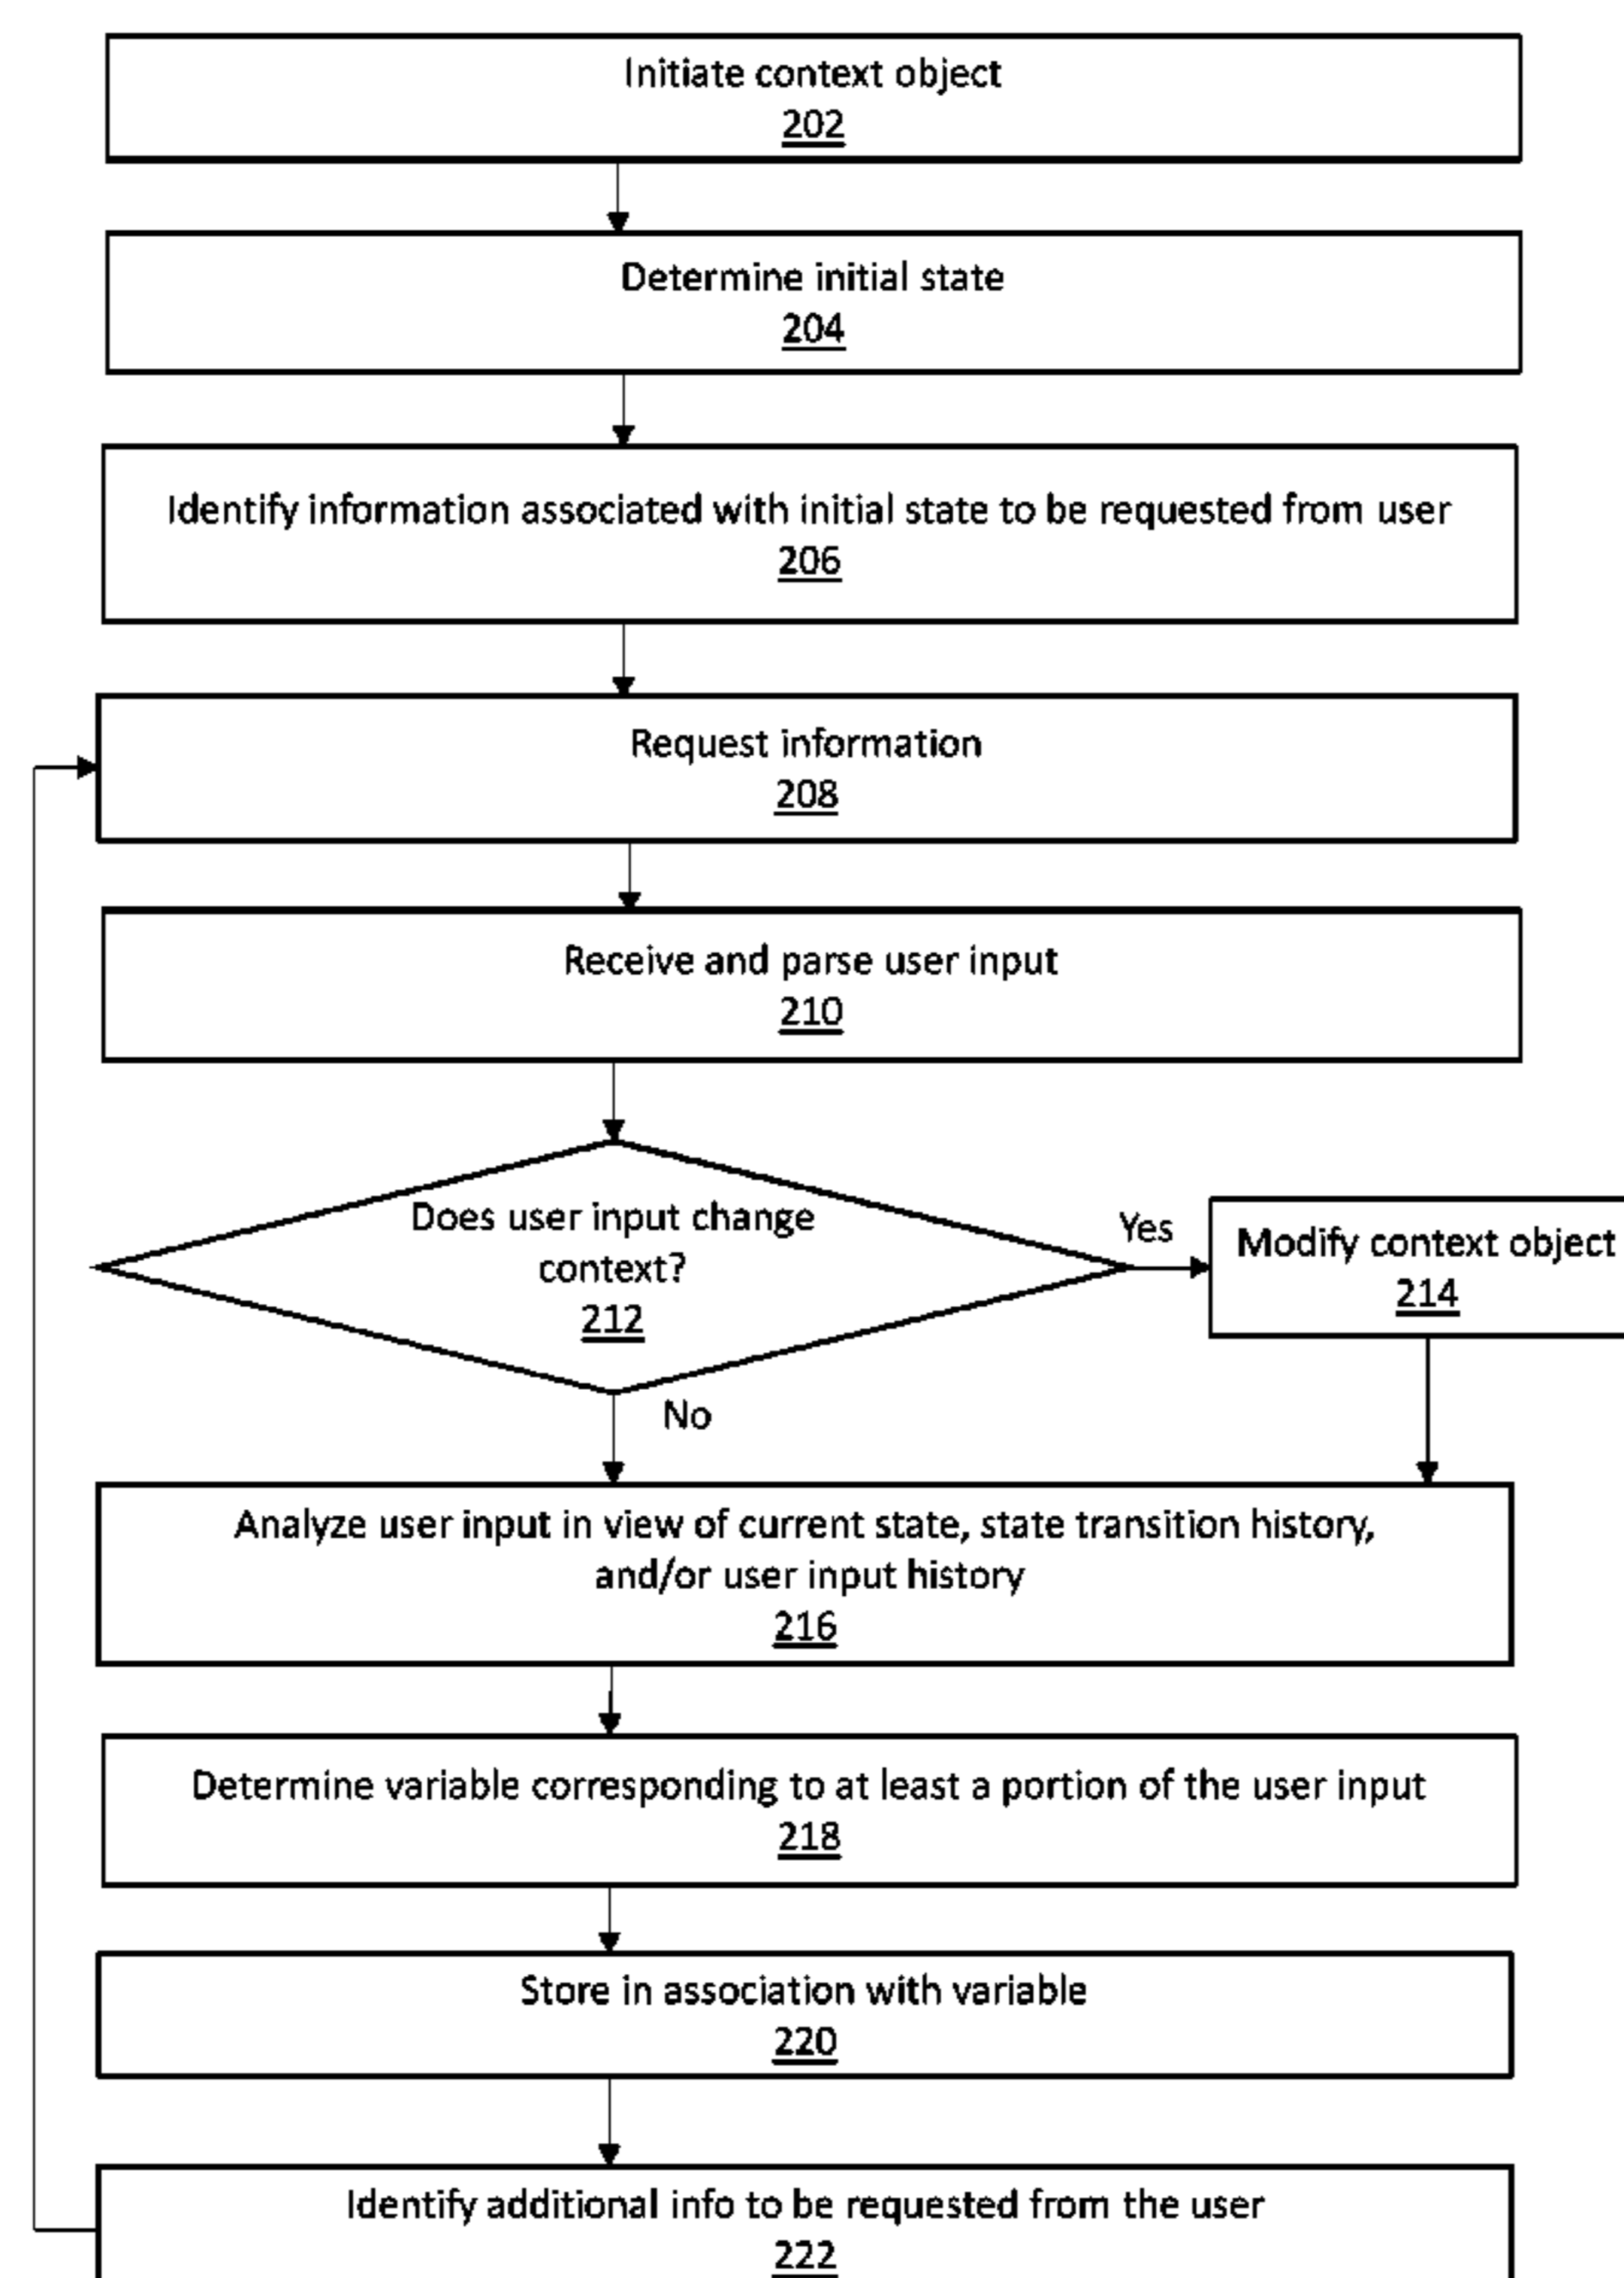 Initiate context object
202
Determine initial state
204
Identify information associated with initial state to be requested from user
206
Request information
208
Receive and parse user input
210
Does user input change
context?
212
Yes
Modify context object
214
No
Analyze user input in view of current state, state transition history,
and/or user input history
216
Determine variable corresponding to at least a portion of the user input
218
Store in association with variable
220
Identify additional info to be requested from the user
222